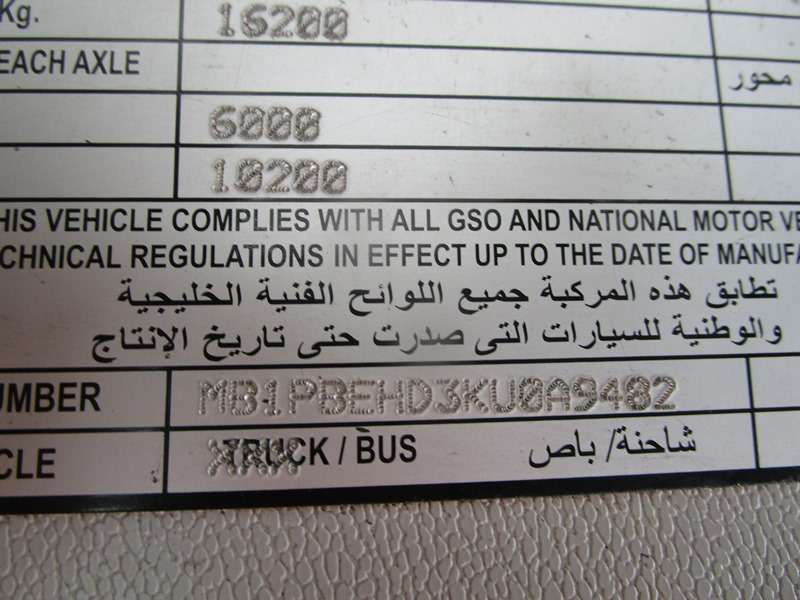 Kg. 16200
EACH AXLE محور
6000
10200
HIS VEHICLE COMPLIES WITH ALL GSO AND NATIONAL MOTOR VE
CHNICAL REGULATIONS IN EFFECT UP TO THE DATE OF MANUFA
تطابق هذه المركبة جميع اللوائح الفنية الخليجية
والوطنية للسيارات التى صدرت حتى تاريخ الإنتاج
UMBER MB1PBEHD3KU0A9482
CLE TRUCK / BUS شاحنة/ باص